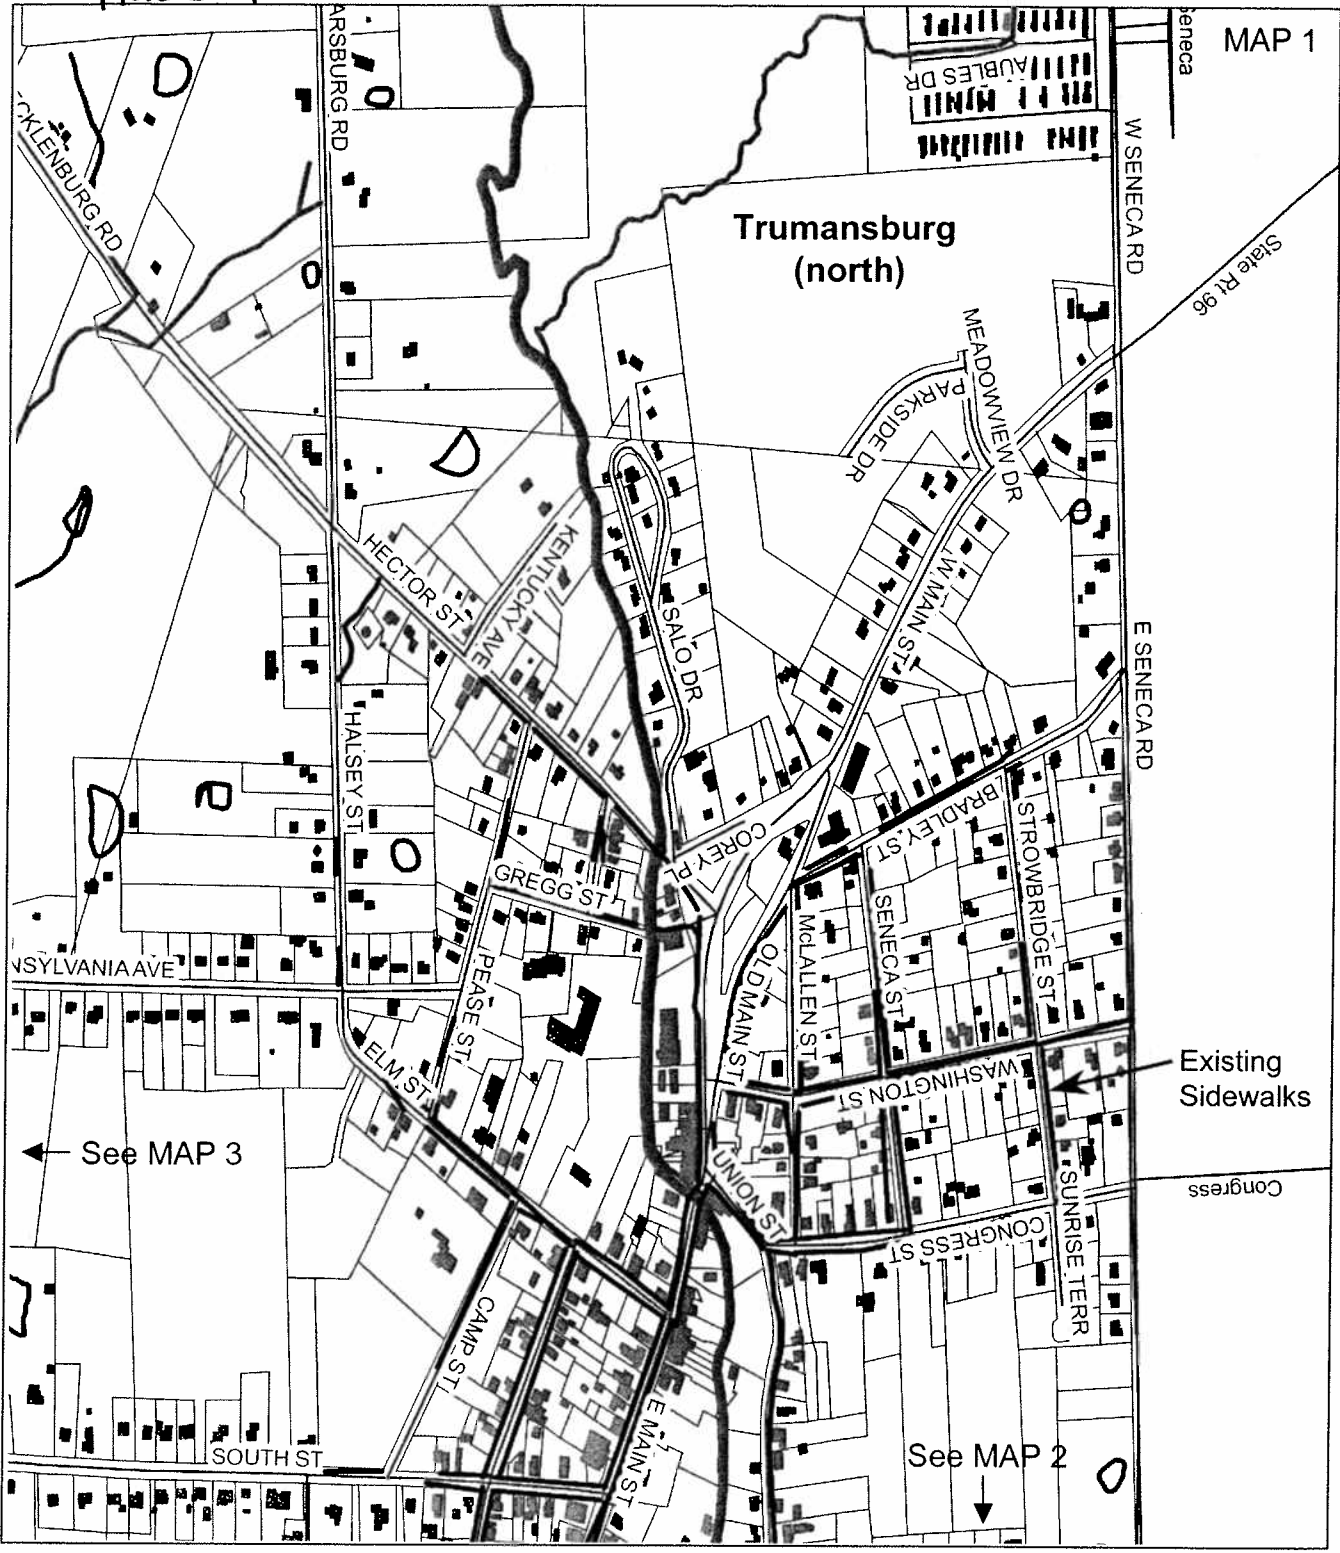 ARSBURG RD
Seneca
MAP 1
AUBLES DR
CKLENBURG RD
W SENECA RD
Trumansburg
(north)
State Rt 96
MEADOWVIEW DR
PARKSIDE DR
KENTUCKY AVE
HECTOR ST
W MAIN ST
SALO DR
E SENECA RD
HALSEY ST
COREY PL
BRADLEY ST
STROWBRIDGE ST
GREGG ST
McLALLEN ST
SENECA ST
OLD MAIN ST
NSYLVANIA AVE
PEASE ST
ELM ST
WASHINGTON ST
Existing
Sidewalks
See MAP 3
UNION ST
Congress
CONGRESS ST
SUNRISE TERR
CAMP ST
E MAIN ST
SOUTH ST
See MAP 2